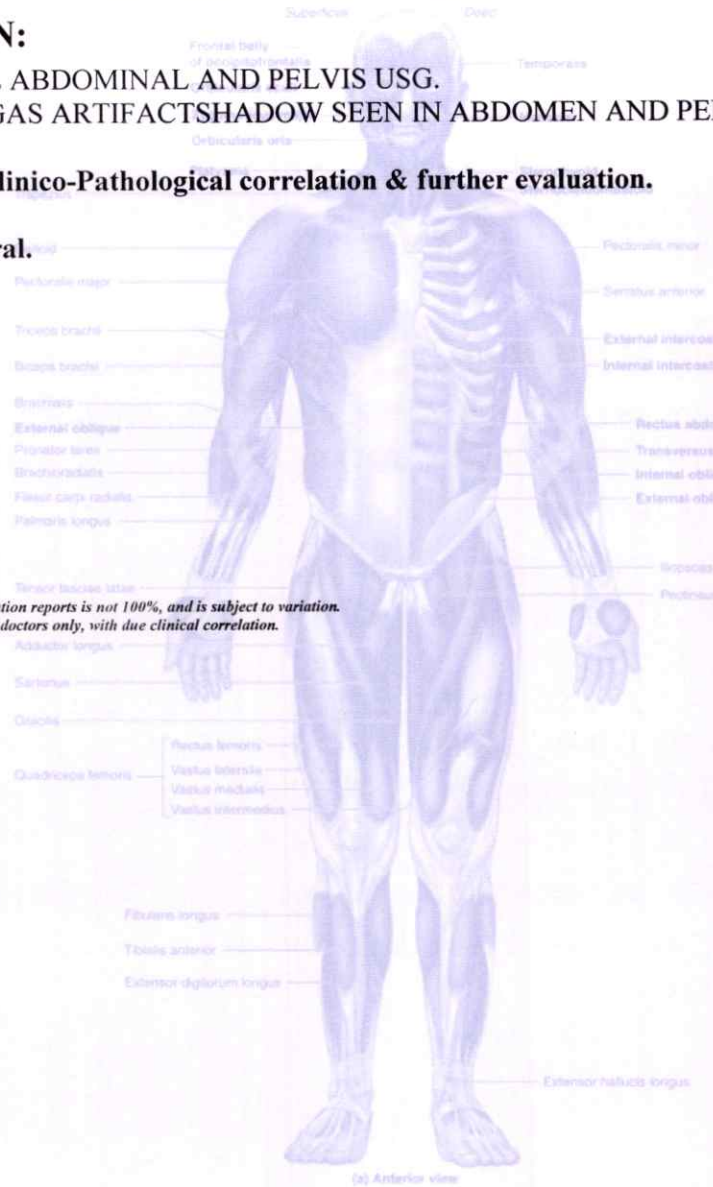 N:
ABDOMINAL AND PELVIS USG.
GAS ARTIFACTSHADOW SEEN IN ABDOMEN AND PE
linico-Pathological correlation & further evaluation.
ral.
tion reports is not 100%, and is subject to variation.
doctors only, with due clinical correlation.
Superficial Deep
Frontal belly
of occipitofrontalis
Temporalis
Orbicularis oris
Platysma
Pectoralis major
Triceps brachii
Biceps brachii
Brachialis
External oblique
Pronator teres
Brachioradialis
Flexor carpi radialis
Palmaris longus
Tensor fasciae latae
Adductor longus
Sartorius
Gracilis
Quadriceps femoris
Rectus femoris
Vastus lateralis
Vastus medialis
Vastus intermedius
Fibularis longus
Tibialis anterior
Extensor digitorum longus
Pectoralis minor
Serratus anterior
External intercos
Internal intercost
Rectus abd
Transversus
Internal obli
External obl
Iliopsoas
Pectineus
Extensor hallucis longus
(a) Anterior view